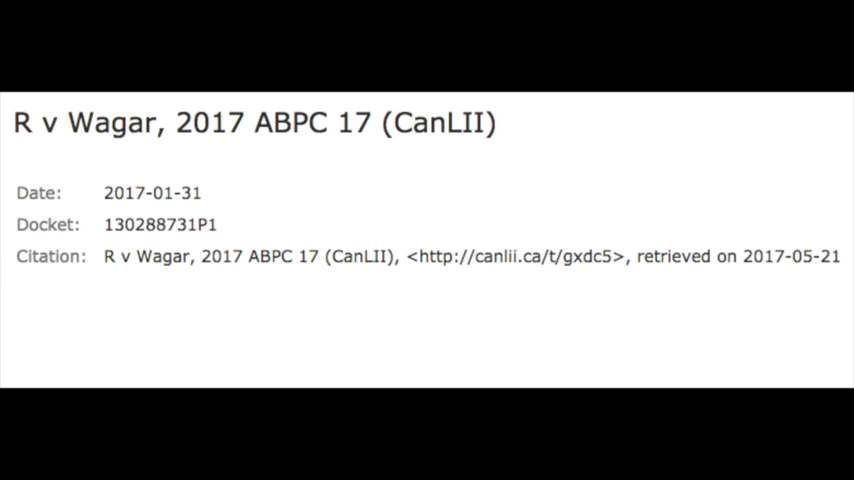 R v Wagar, 2017 ABPC 17 (CanLII)
Date: 2017-01-31
Docket: 130288731P1
Citation: R v Wagar, 2017 ABPC 17 (CanLII), <http://canlii.ca/t/gxdc5>, retrieved on 2017-05-21